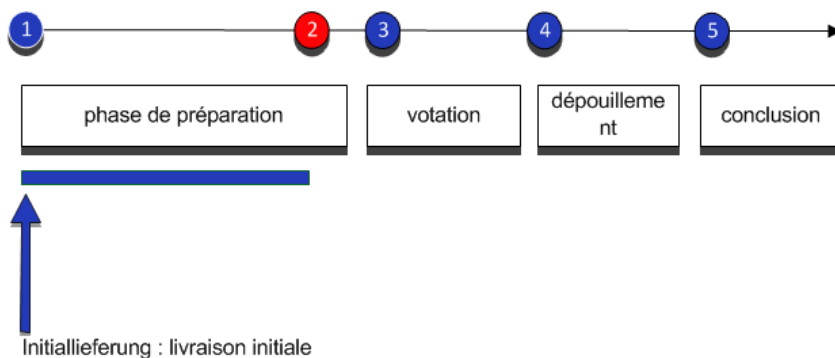 1 2 3 4 5
phase de préparation
votation
dépouilleme
nt
conclusion
Initiallieferung : livraison initiale